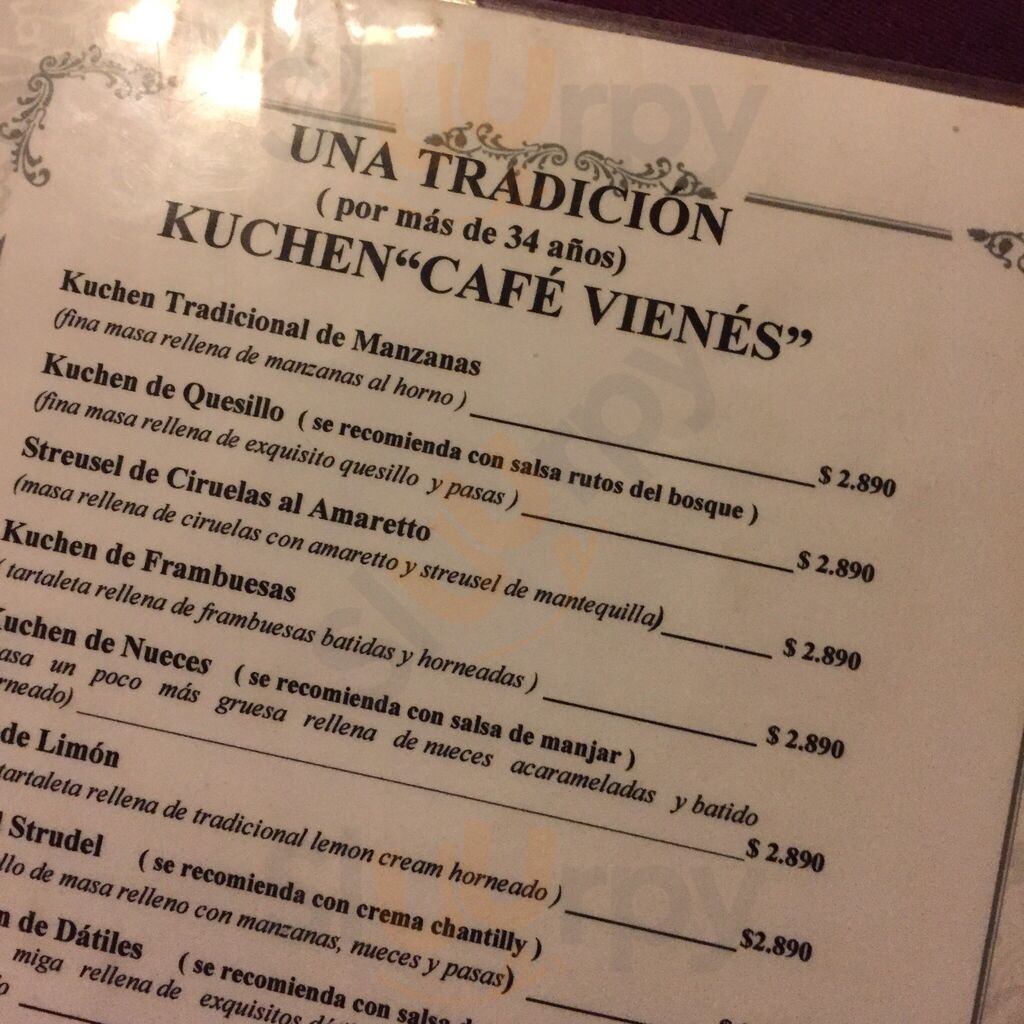 UNA TRADICIÓN
( por más de 34 años)
KUCHEN“CAFÉ VIENÉS”
Kuchen Tradicional de Manzanas
(fina masa rellena de manzanas al horno ) $ 2.890
Kuchen de Quesillo ( se recomienda con salsa rutos del bosque )
(fina masa rellena de exquisito quesillo y pasas ) $ 2.890
Streusel de Ciruelas al Amaretto
(masa rellena de ciruelas con amaretto y streusel de mantequilla) $ 2.890
Kuchen de Frambuesas
( tartaleta rellena de frambuesas batidas y horneadas ) $ 2.890
Kuchen de Nueces ( se recomienda con salsa de manjar )
asa un poco más gruesa rellena de nueces acarameladas y batido
rneado) $ 2.890
de Limón
tartaleta rellena de tradicional lemon cream horneado ) $2.890
Strudel ( se recomienda con crema chantilly )
llo de masa relleno con manzanas, nueces y pasas)
n de Dátiles ( se recomienda con salsa
miga rellena de exquisitos
slurpy
slurpy
slurpy